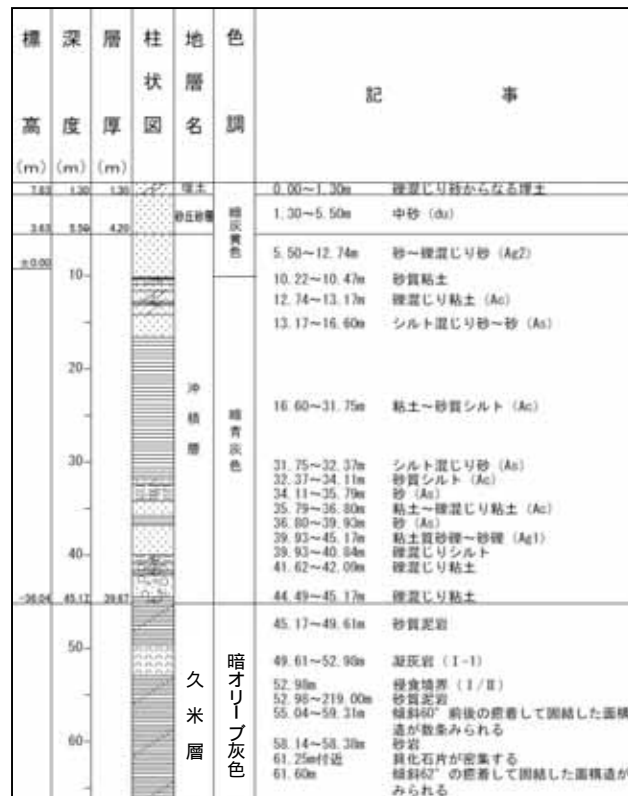 標高(m) 深度(m) 層厚(m) 柱状図 地層名 色調 記事
7.83 1.30 1.30 埋土 0.00～1.30m 礫混じり砂からなる埋土
砂丘砂層 1.30～5.50m 中砂 (du)
3.63 5.50 4.20
暗灰黄色
5.50～12.74m 砂～礫混じり砂 (Ag2)
±0.00
10
10.22～10.47m 砂質粘土
12.74～13.17m 礫混じり粘土 (Ac)
13.17～16.60m シルト混じり砂～砂 (As)
20
沖積層
暗青灰色
16.60～31.75m 粘土～砂質シルト (Ac)
30
31.75～32.37m シルト混じり砂 (As)
32.37～34.11m 砂質シルト (Ac)
34.11～35.79m 砂 (As)
35.79～36.80m 粘土～礫混じり粘土 (Ac)
36.80～39.93m 砂 (As)
39.93～45.17m 粘土質砂礫～砂礫 (Ag1)
40
39.93～40.84m 礫混じりシルト
41.62～42.09m 礫混じり粘土
44.49～45.17m 礫混じり粘土
-36.04 45.17 39.67
45.17～49.61m 砂質泥岩
50
49.61～52.98m 凝灰岩 (I-1)
久米層
暗オリーブ灰色
52.98m 侵食境界 (I/II)
52.98～219.00m 砂質泥岩
55.04～59.31m 傾斜60°前後の癒着して固結した面構
造が数条みられる
58.14～58.38m 砂岩
60
61.25m付近 貝化石片が密集する
61.60m 傾斜62°の癒着して固結した面構造が
みられる